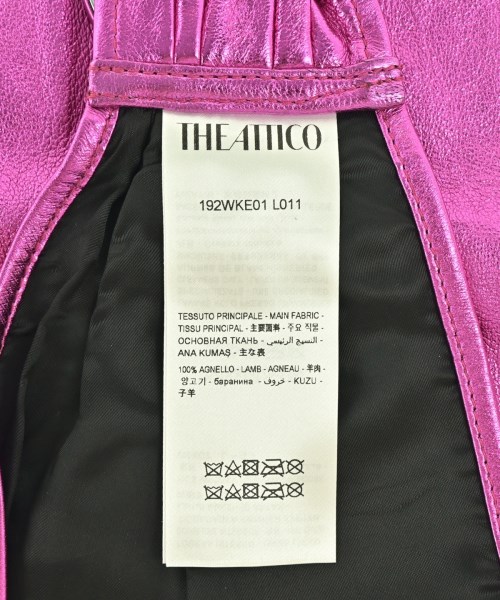 THEATTICO
192WKE01 L011
TESSUTO PRINCIPALE - MAIN FABRIC -
TISSU PRINCIPAL - 主要面料 - 주요 직물 -
ОСНОВНАЯ ТКАНЬ - النسيج الرئيسي -
ANA KUMAŞ - 主な表
100% AGNELLO - LAMB - AGNEAU - 羊肉
- 양고기 - баранина - خروف - KUZU -
子羊